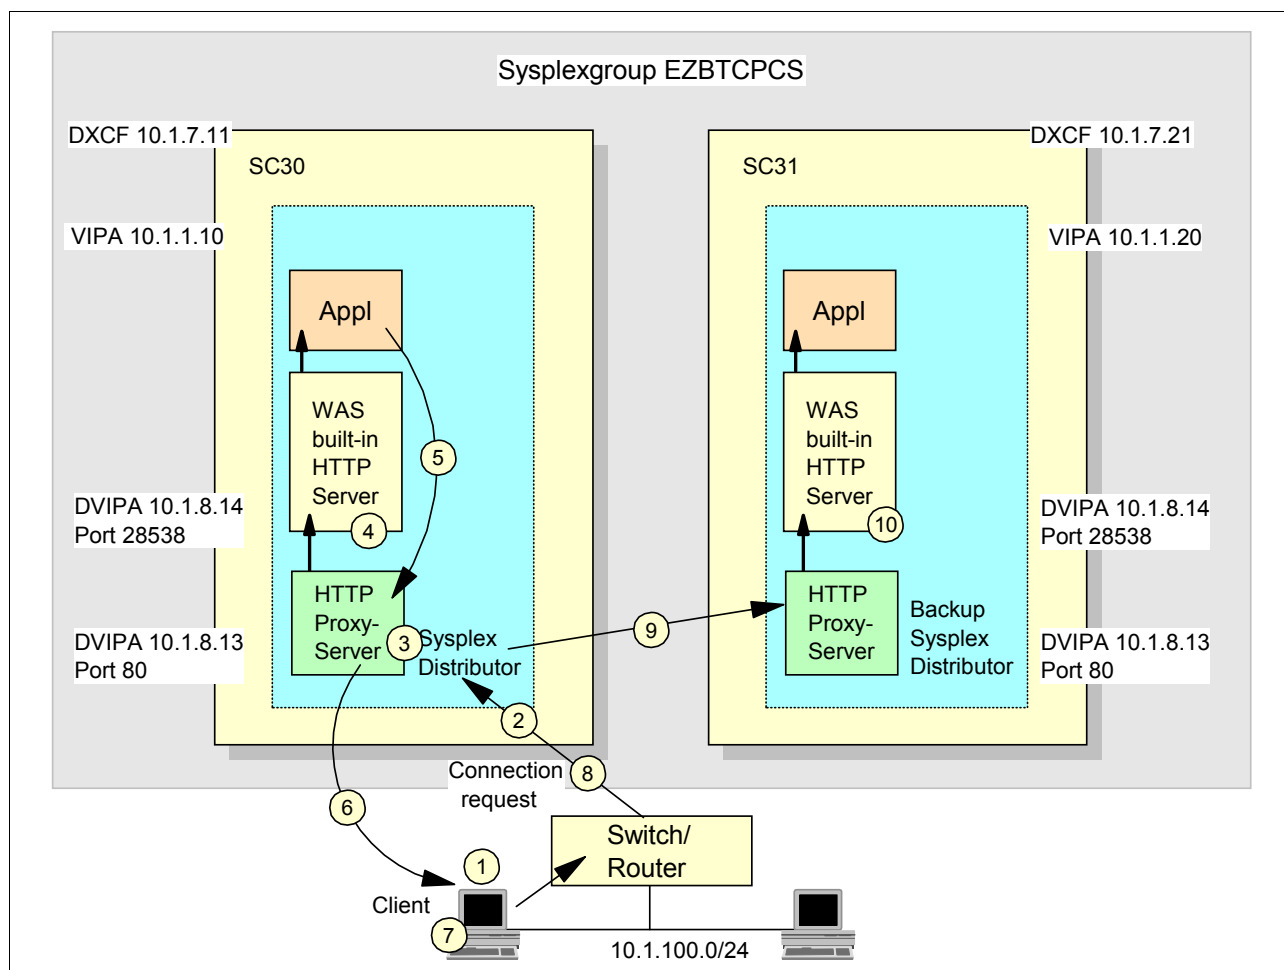 Sysplexgroup EZBTCPCS
DXCF 10.1.7.11
DXCF 10.1.7.21
SC30
SC31
VIPA 10.1.1.10
VIPA 10.1.1.20
Appl
Appl
WAS
built-in
HTTP
Server
WAS
built-in
HTTP
Server
5
4
10
DVIPA 10.1.8.14
Port 28538
DVIPA 10.1.8.14
Port 28538
HTTP
Proxy-
Server
3
Sysplex
Distributor
9
HTTP
Proxy-
Server
Backup
Sysplex
Distributor
DVIPA 10.1.8.13
Port 80
DVIPA 10.1.8.13
Port 80
2
8
Connection
request
6
Switch/
Router
1
Client
7
10.1.100.0/24